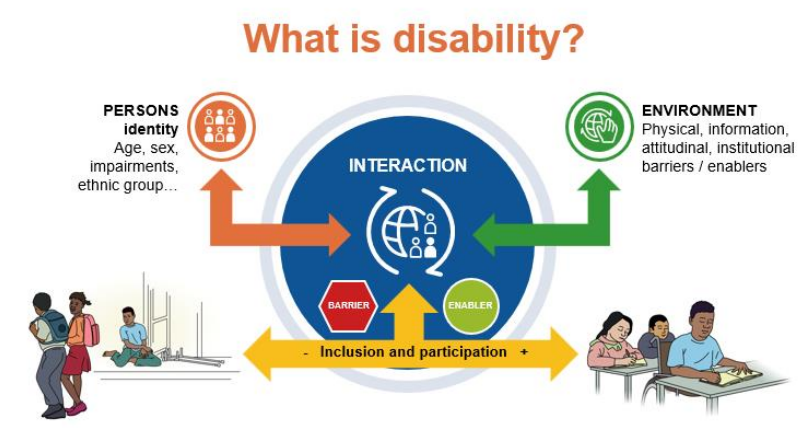 What is disability?
PERSONS
identity
Age, sex,
impairments,
ethnic group…
ENVIRONMENT
Physical, information,
attitudinal, institutional
barriers / enablers
INTERACTION
BARRIER
ENABLER
- Inclusion and participation +